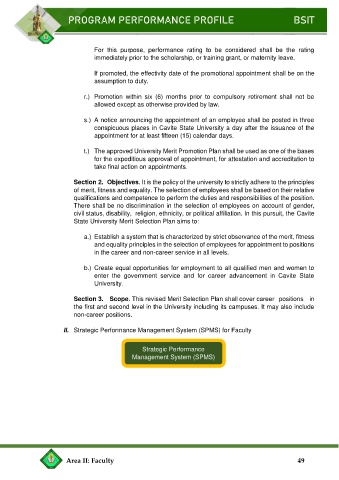 PROGRAM PERFORMANCE PROFILE BSIT
For this purpose, performance rating to be considered shall be the rating
immediately prior to the scholarship, or training grant, or maternity leave.
If promoted, the effectivity date of the promotional appointment shall be on the
assumption to duty.
r.) Promotion within six (6) months prior to compulsory retirement shall not be
allowed except as otherwise provided by law.
s.) A notice announcing the appointment of an employee shall be posted in three
conspicuous places in Cavite State University a day after the issuance of the
appointment for at least fifteen (15) calendar days.
t.) The approved University Merit Promotion Plan shall be used as one of the bases
for the expeditious approval of appointment, for attestation and accreditation to
take final action on appointments.
Section 2. Objectives. It is the policy of the university to strictly adhere to the principles
of merit, fitness and equality. The selection of employees shall be based on their relative
qualifications and competence to perform the duties and responsibilities of the position.
There shall be no discrimination in the selection of employees on account of gender,
civil status, disability, religion, ethnicity, or political affiliation. In this pursuit, the Cavite
State University Merit Selection Plan aims to:
a.) Establish a system that is characterized by strict observance of the merit, fitness
and equality principles in the selection of employees for appointment to positions
in the career and non-career service in all levels.
b.) Create equal opportunities for employment to all qualified men and women to
enter the government service and for career advancement in Cavite State
University.
Section 3. Scope. This revised Merit Selection Plan shall cover career positions in
the first and second level in the University including its campuses. It may also include
non-career positions.
II. Strategic Performance Management System (SPMS) for Faculty
Strategic Performance
Management System (SPMS)
Area II: Faculty 49